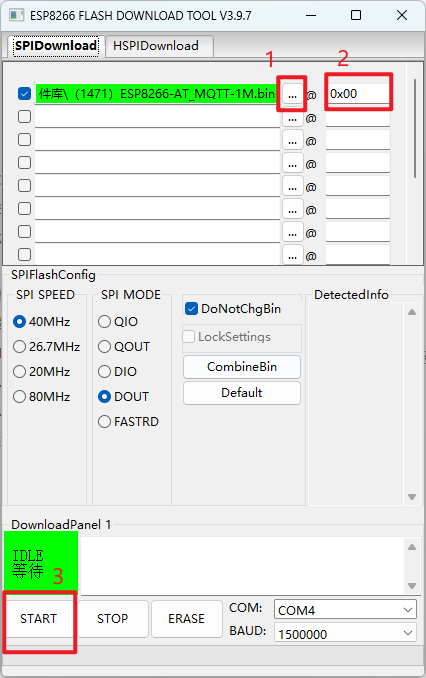 ESP8266 FLASH DOWNLOAD TOOL V3.9.7
SPIDownload HSPIDownload
1 2
件库\（1471）ESP8266-AT_MQTT-1M.bin ... @ 0x00
... @
... @
... @
... @
... @
... @
SPIFlashConfig
SPI SPEED SPI MODE DetectedInfo
40MHz QIO DoNotChgBin
26.7MHz QOUT LockSettings
20MHz DIO CombineBin
80MHz DOUT Default
FASTRD
DownloadPanel 1
IDLE
等待 3
START STOP ERASE COM: COM4
BAUD: 1500000